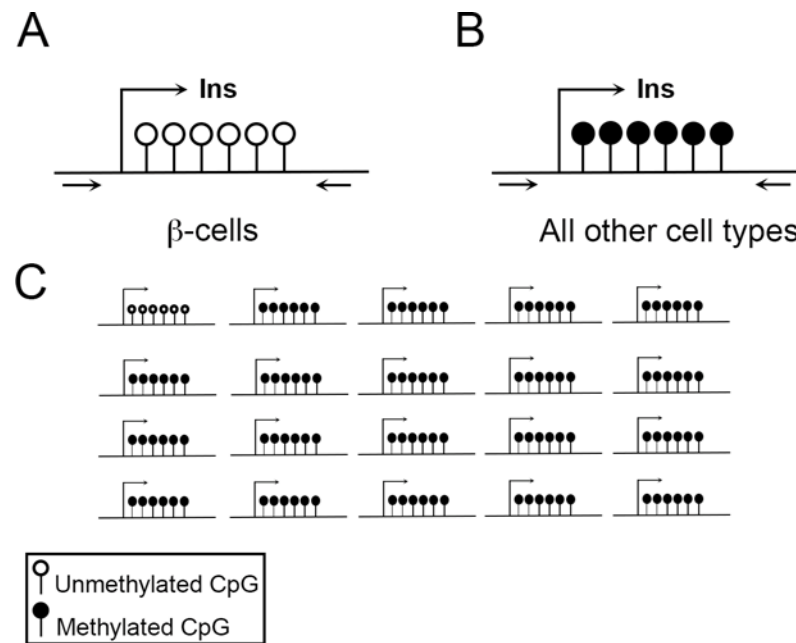 A
B
Ins
Ins
β-cells
All other cell types
C
Unmethylated CpG
Methylated CpG